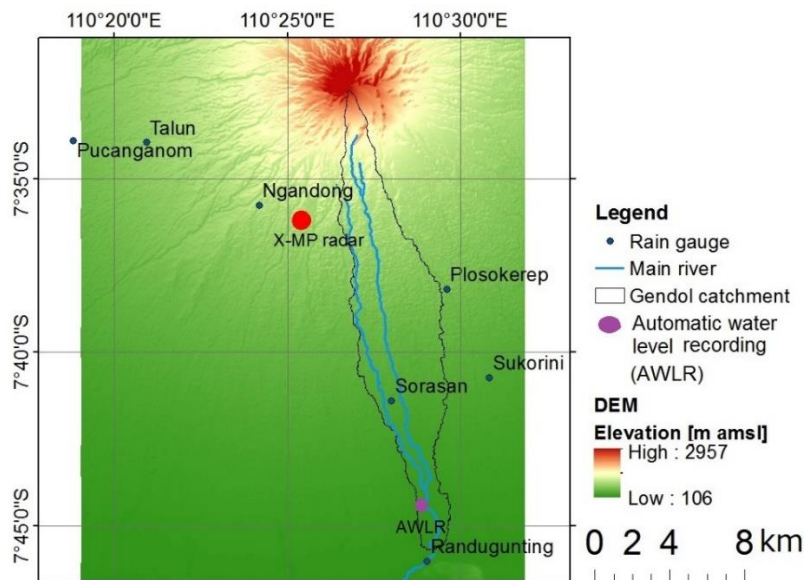 110°20'0"E 110°25'0"E 110°30'0"E
7°35'0"S
7°40'0"S
7°45'0"S
Talun
Pucanganom
Ngandong
X-MP radar
Plosokerep
Sukorini
Sorasan
AWLR
Randugunting
Legend
Rain gauge
Main river
Gendol catchment
Automatic water
level recording
(AWLR)
DEM
Elevation [m amsl]
High : 2957
Low : 106
0 2 4 8 km